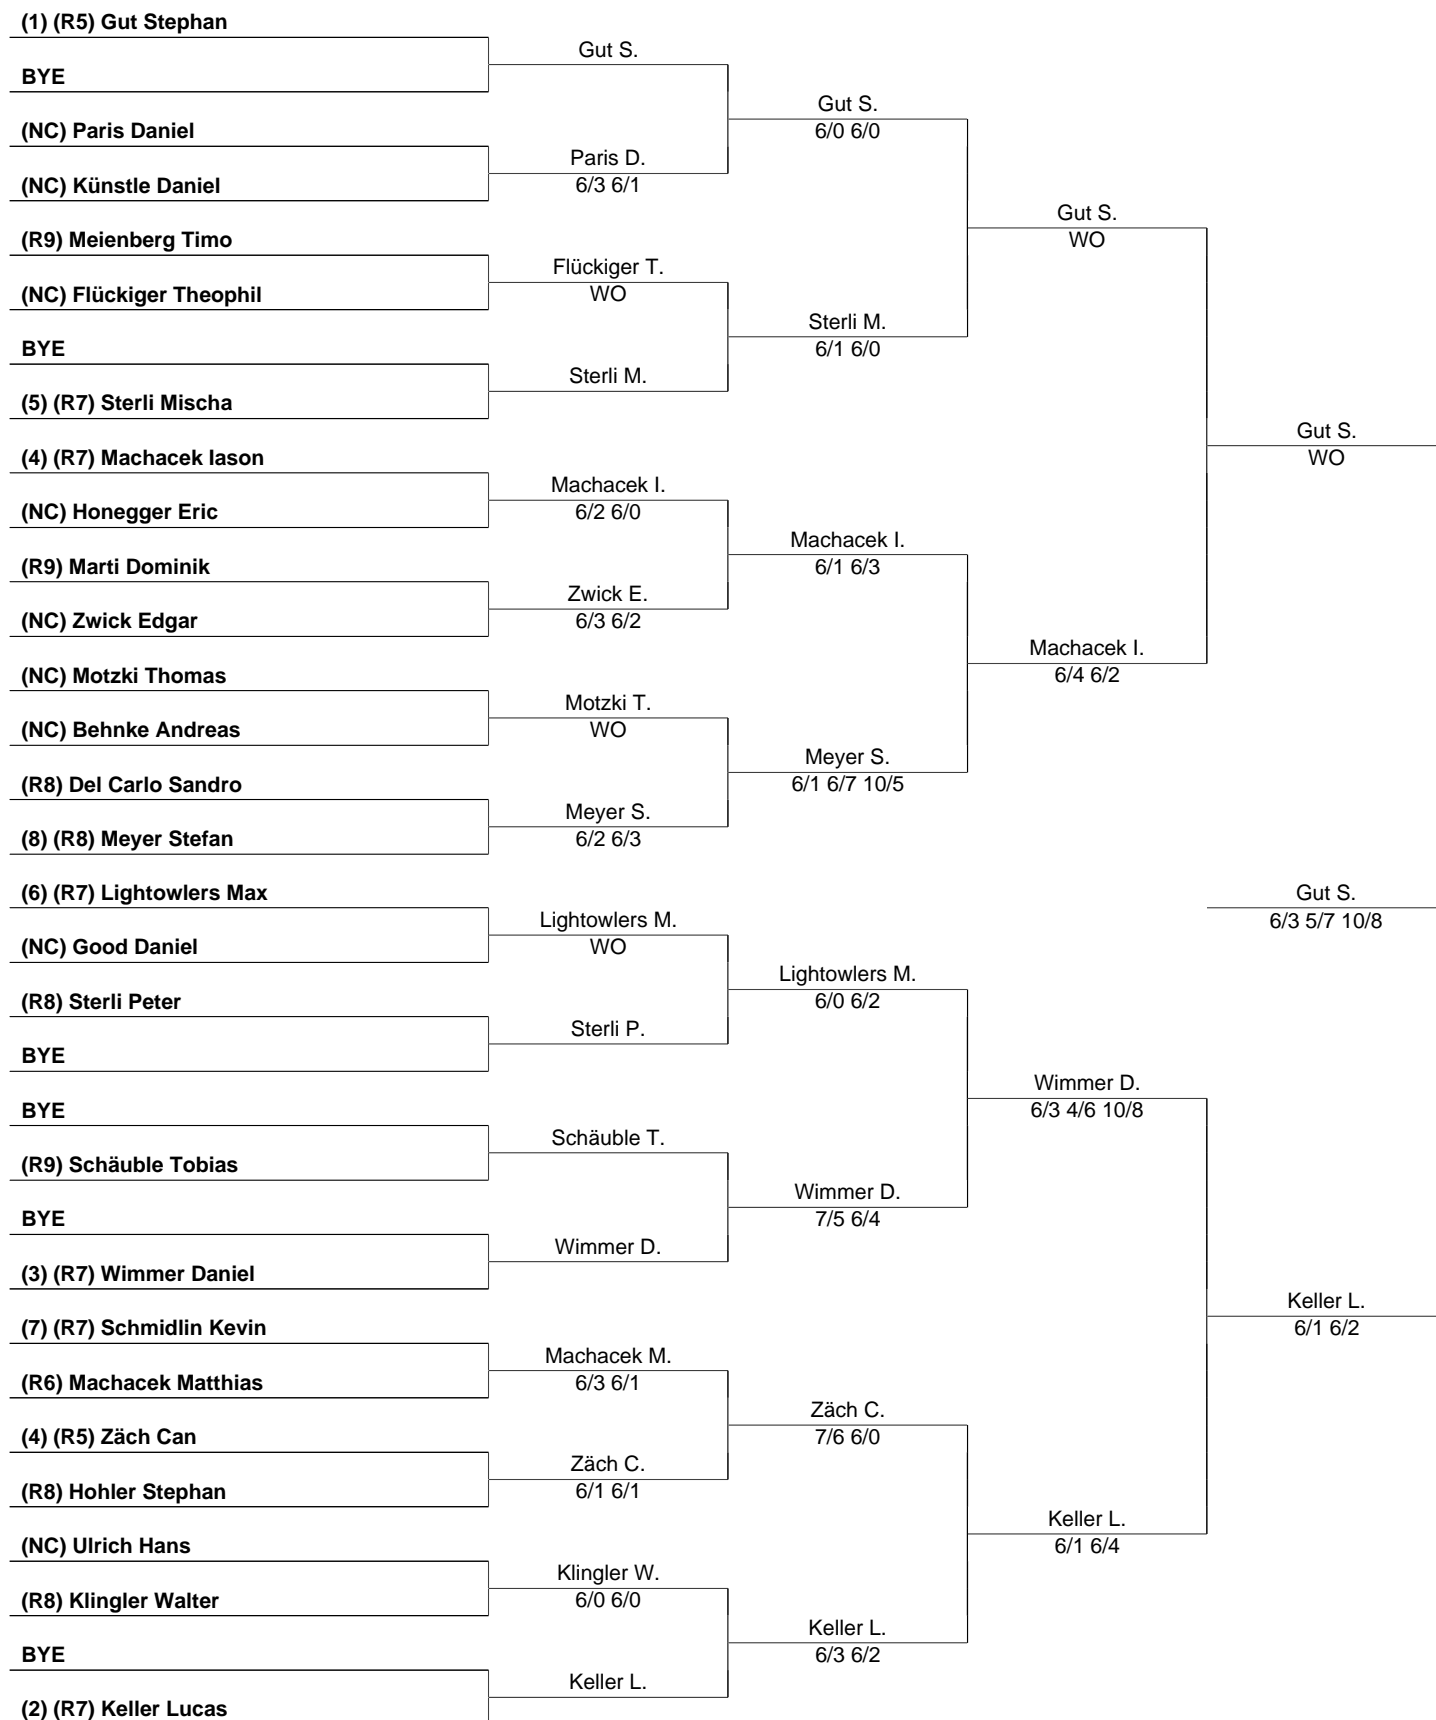 (1) (R5) Gut Stephan
BYE
(NC) Paris Daniel
(NC) Künstle Daniel
(R9) Meienberg Timo
(NC) Flückiger Theophil
BYE
(5) (R7) Sterli Mischa
(4) (R7) Machacek Iason
(NC) Honegger Eric
(R9) Marti Dominik
(NC) Zwick Edgar
(NC) Motzki Thomas
(NC) Behnke Andreas
(R8) Del Carlo Sandro
(8) (R8) Meyer Stefan
(6) (R7) Lightowlers Max
(NC) Good Daniel
(R8) Sterli Peter
BYE
BYE
(R9) Schäuble Tobias
BYE
(3) (R7) Wimmer Daniel
(7) (R7) Schmidlin Kevin
(R6) Machacek Matthias
(4) (R5) Zäch Can
(R8) Hohler Stephan
(NC) Ulrich Hans
(R8) Klingler Walter
BYE
(2) (R7) Keller Lucas
Gut S.
Paris D.
6/3 6/1
Flückiger T.
WO
Sterli M.
Machacek I.
6/2 6/0
Zwick E.
6/3 6/2
Motzki T.
WO
Meyer S.
6/2 6/3
Lightowlers M.
WO
Sterli P.
Schäuble T.
Wimmer D.
Machacek M.
6/3 6/1
Zäch C.
6/1 6/1
Klingler W.
6/0 6/0
Keller L.
Gut S.
6/0 6/0
Sterli M.
6/1 6/0
Machacek I.
6/1 6/3
Meyer S.
6/1 6/7 10/5
Lightowlers M.
6/0 6/2
Wimmer D.
7/5 6/4
Zäch C.
7/6 6/0
Keller L.
6/3 6/2
Gut S.
WO
Machacek I.
6/4 6/2
Wimmer D.
6/3 4/6 10/8
Keller L.
6/1 6/4
Gut S.
WO
Gut S.
6/3 5/7 10/8
Keller L.
6/1 6/2